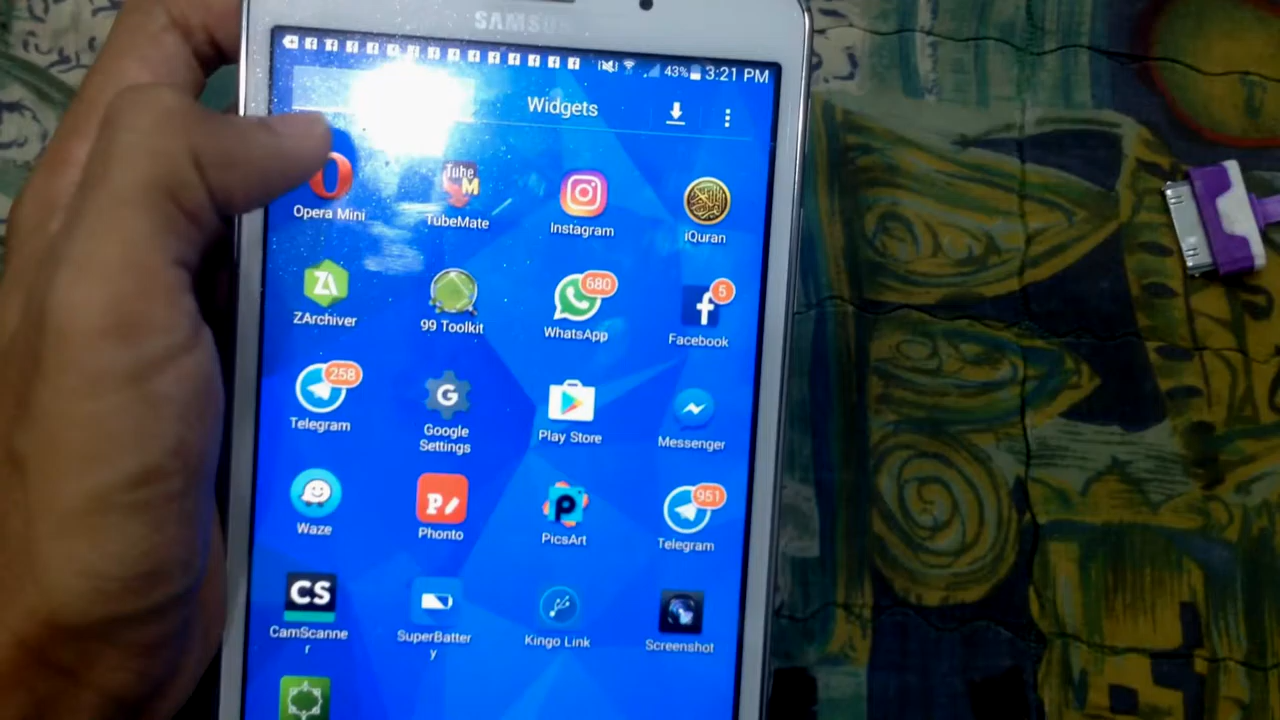 SAMSUNG
43% 3:21 PM
Widgets
Opera Mini
Tube
M
TubeMate
Instagram
iQuran
ZA
ZArchiver
99 Toolkit
680
WhatsApp
5
Facebook
258
Telegram
G
Google
Settings
Play Store
Messenger
Waze
P
Phonto
P
PicsArt
951
Telegram
CS
CamScanne
r
SuperBatter
y
Kingo Link
Screenshot